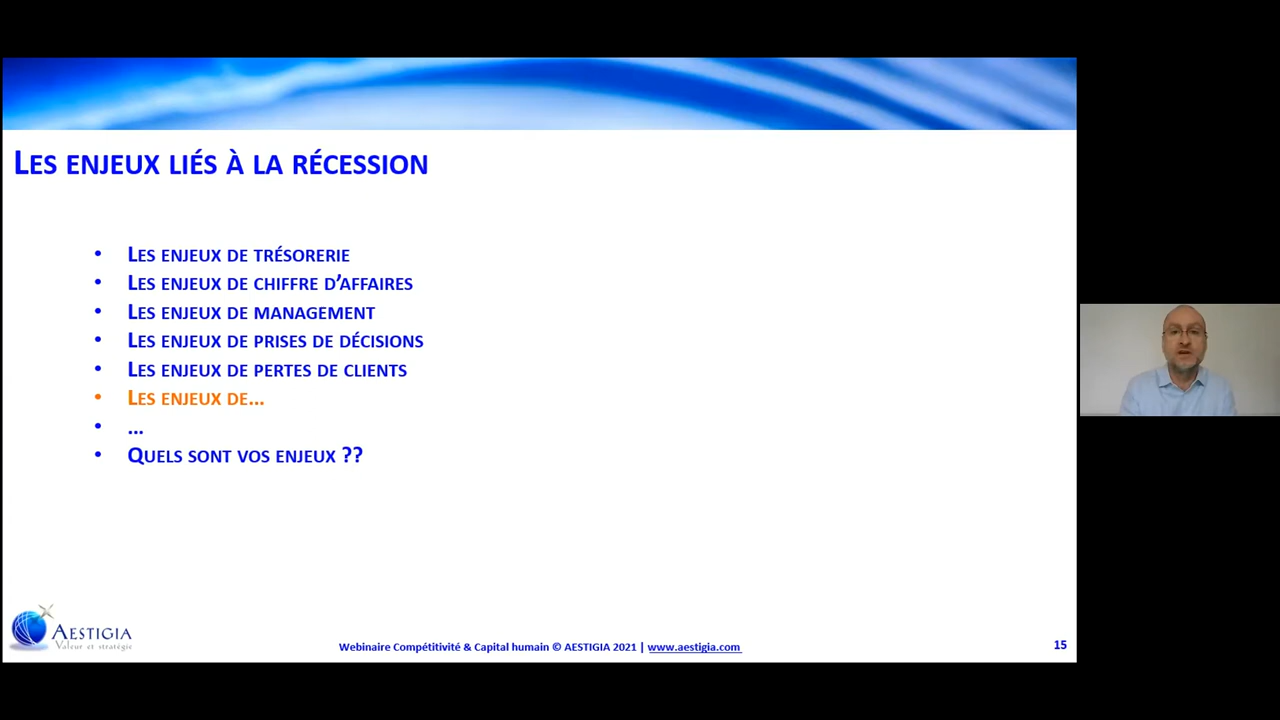 Les enjeux liés à la récession
• Les enjeux de trésorerie
• Les enjeux de chiffre d’affaires
• Les enjeux de management
• Les enjeux de prises de décisions
• Les enjeux de pertes de clients
• Les enjeux de...
• ...
• Quels sont vos enjeux ??
Aestigia
Valeur et stratégie
Webinaire Compétitivité & Capital humain © AESTIGIA 2021 | www.aestigia.com
15